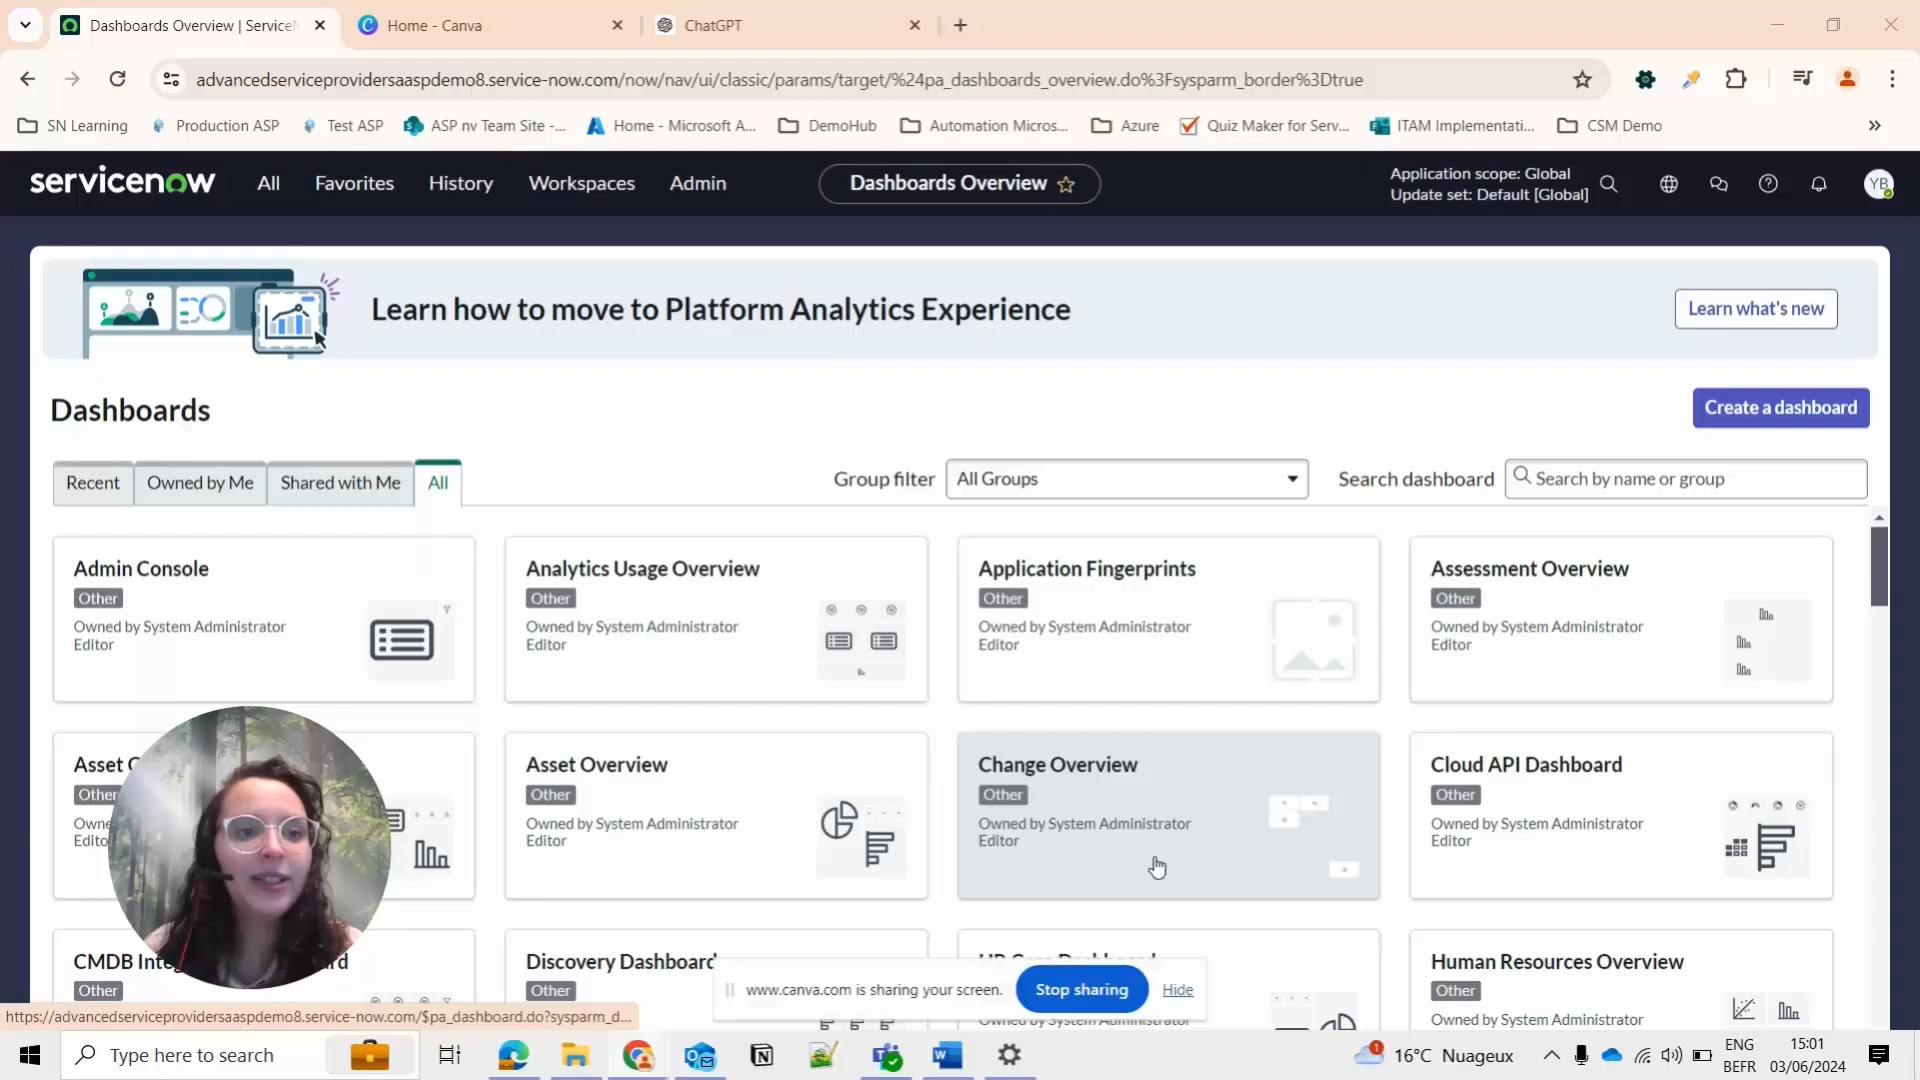 Dashboards Overview | Service
Home - Canva
ChatGPT
advancedserviceprovidersaaspdemo8.service-now.com/now/nav/ui/classic/params/target/%24pa_dashboards_overview.do%3Fsysparm_border%3Dtrue
SN Learning
Production ASP
Test ASP
ASP nv Team Site -...
Home - Microsoft A...
DemoHub
Automation Micros...
Azure
Quiz Maker for Serv...
ITAM Implementati...
CSM Demo
»
servicenow
All
Favorites
History
Workspaces
Admin
Dashboards Overview
Application scope: Global
Update set: Default [Global]
YB
Learn how to move to Platform Analytics Experience
Learn what's new
Dashboards
Create a dashboard
Recent
Owned by Me
Shared with Me
All
Group filter
All Groups
Search dashboard
Search by name or group
Admin Console
Other
Owned by System Administrator
Editor
Analytics Usage Overview
Other
Owned by System Administrator
Editor
Application Fingerprints
Other
Owned by System Administrator
Editor
Assessment Overview
Other
Owned by System Administrator
Editor
Asset
Other
Asset Overview
Other
Owned by System Administrator
Editor
Change Overview
Other
Owned by System Administrator
Editor
Cloud API Dashboard
Other
Owned by System Administrator
Editor
CMDB
Other
Discovery Dashboard
Other
Human Resources Overview
Other
Owned by System Administrator
www.canva.com is sharing your screen.
Stop sharing
Hide
https://advancedserviceprovidersaaspdemo8.service-now.com/$pa_dashboard.do?sysparm_d...
Type here to search
1
16°C Nuageux
ENG
BEFR
15:01
03/06/2024